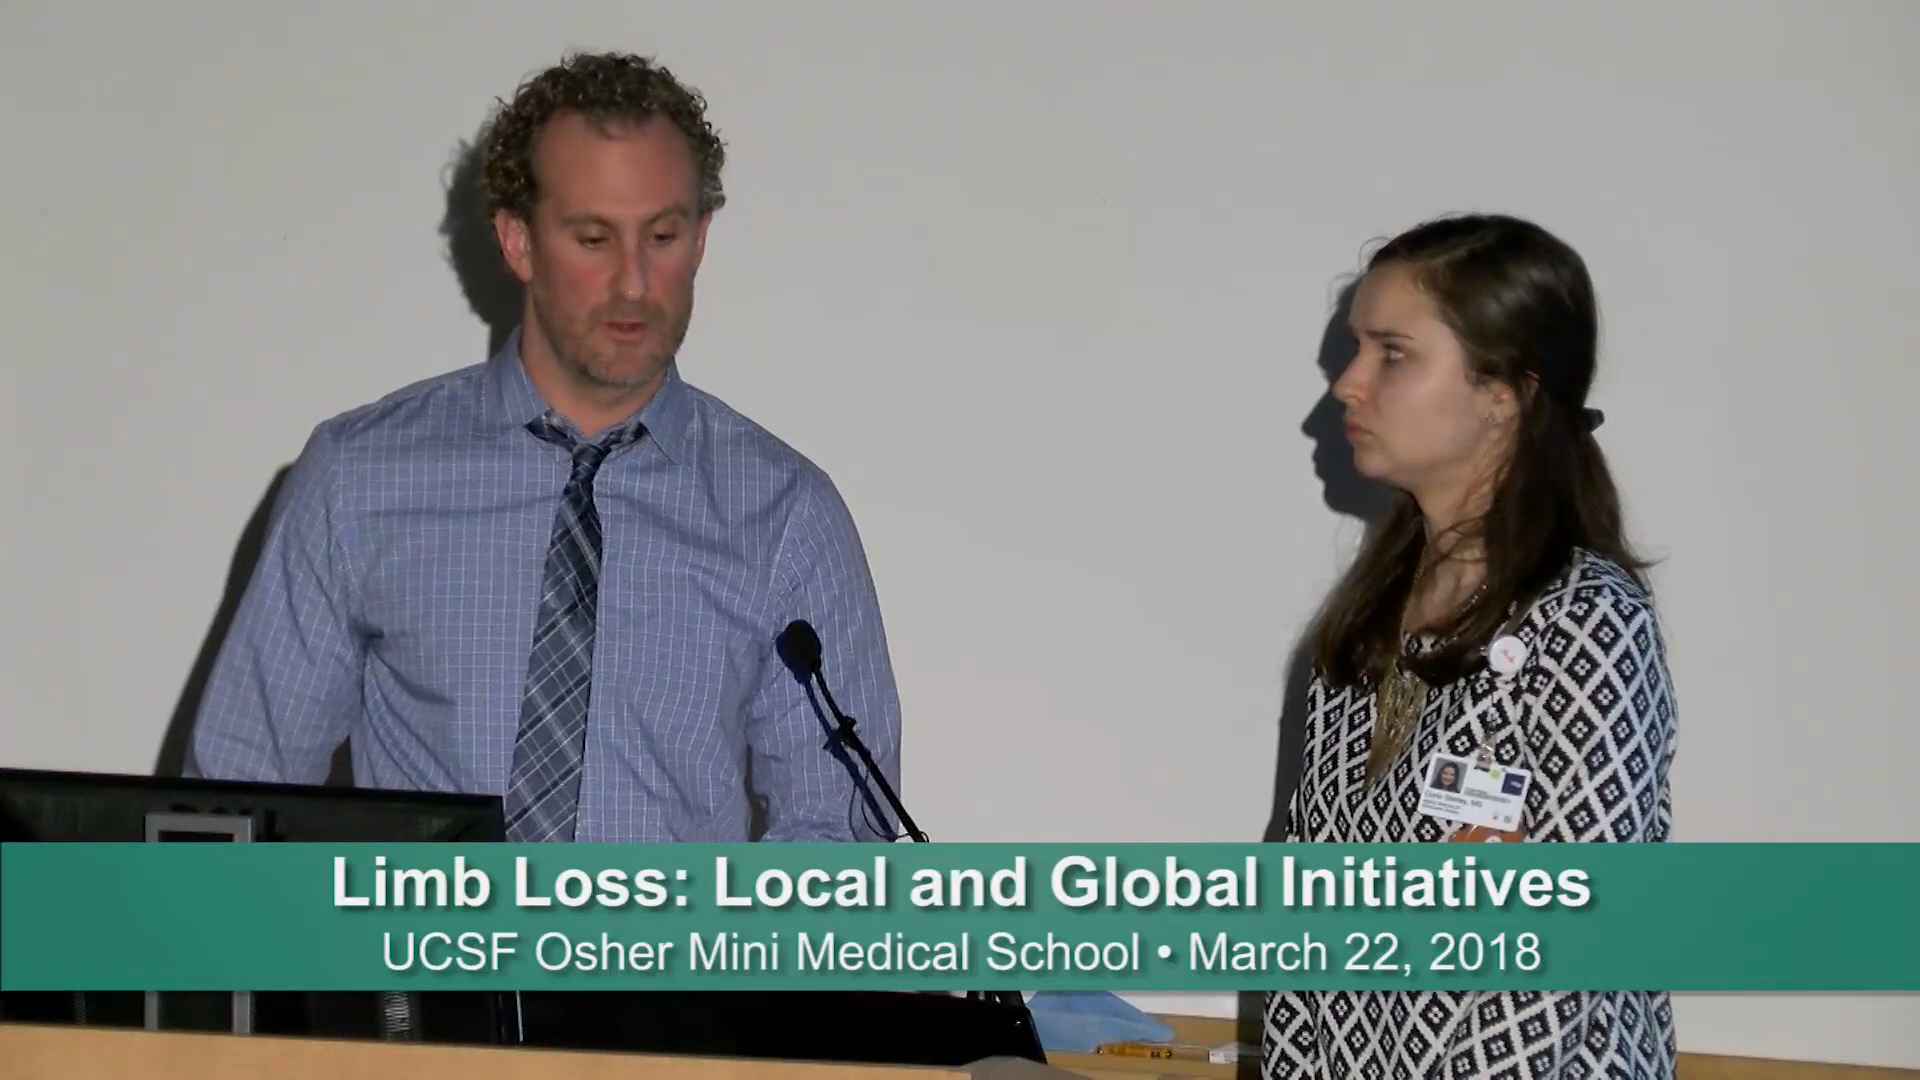 Limb Loss: Local and Global Initiatives
UCSF Osher Mini Medical School • March 22, 2018